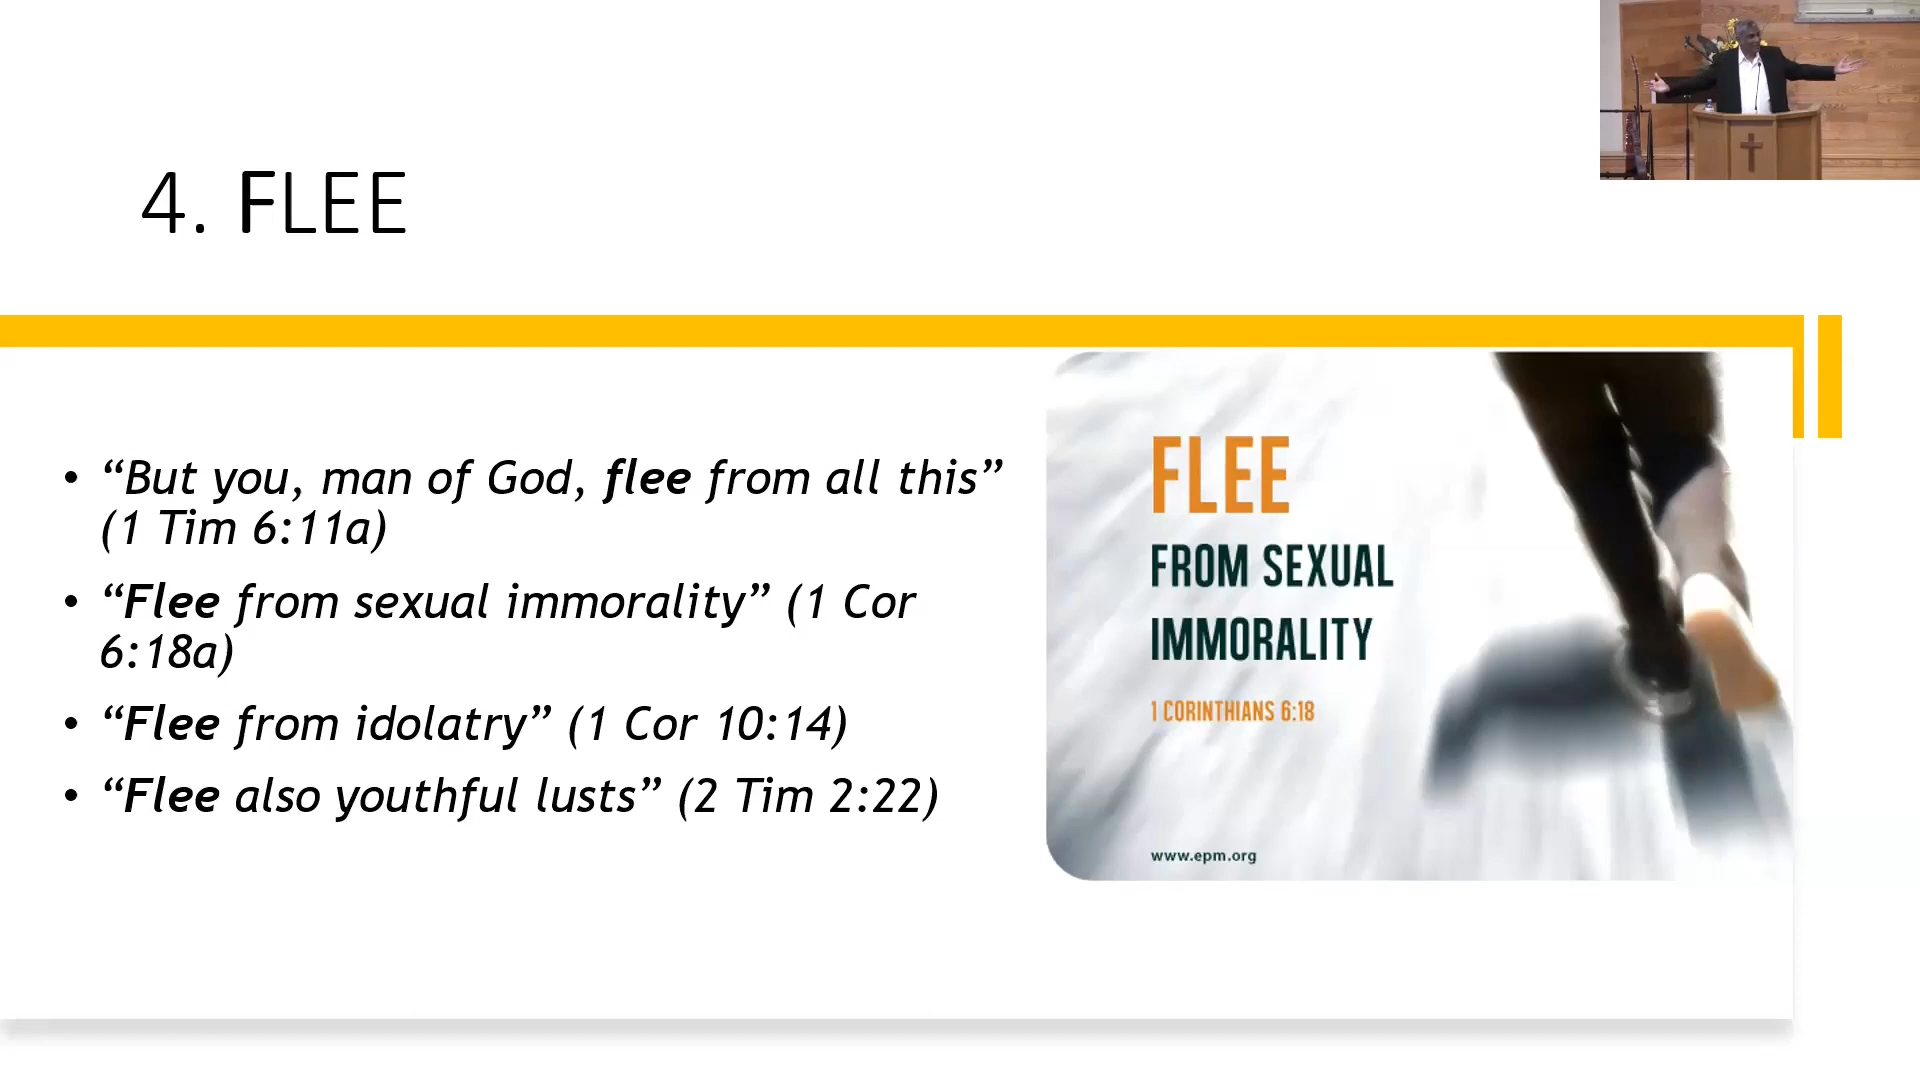 4. FLEE
• “But you, man of God, flee from all this”
(1 Tim 6:11a)
• “Flee from sexual immorality” (1 Cor
6:18a)
• “Flee from idolatry” (1 Cor 10:14)
• “Flee also youthful lusts” (2 Tim 2:22)
FLEE
FROM SEXUAL
IMMORALITY
1 CORINTHIANS 6:18
www.epm.org